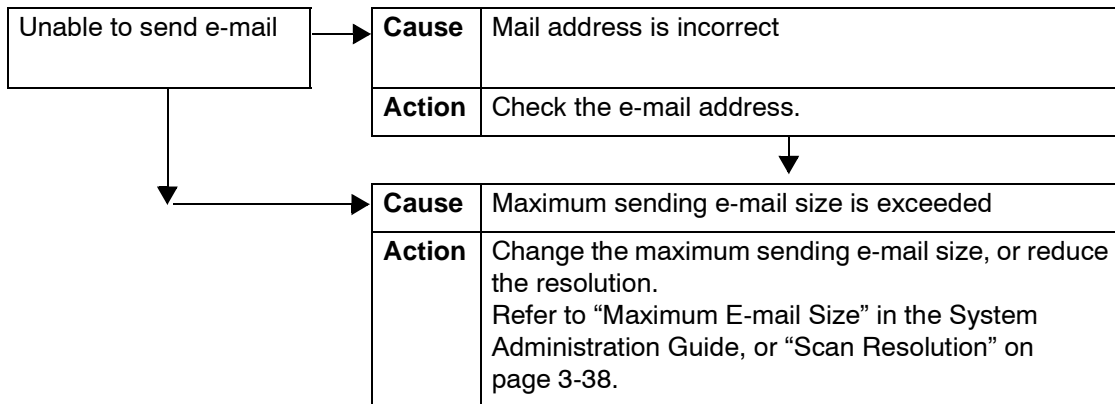 Unable to send e-mail
Cause Mail address is incorrect
Action Check the e-mail address.
Cause Maximum sending e-mail size is exceeded
Action Change the maximum sending e-mail size, or reduce
the resolution.
Refer to “Maximum E-mail Size” in the System
Administration Guide, or “Scan Resolution” on
page 3-38.